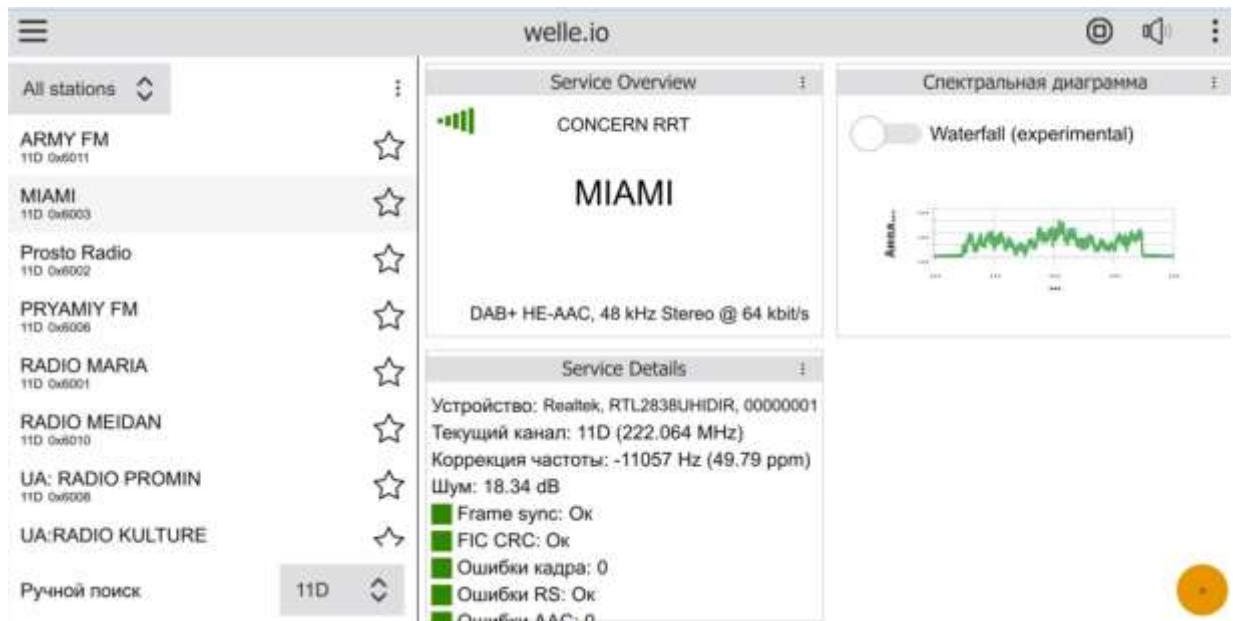 welle.io
All stations
ARMY FM
11D 0x6011
MIAMI
11D 0x6003
Prosto Radio
11D 0x6002
PRYAMIY FM
11D 0x6006
RADIO MARIA
11D 0x6001
RADIO MEIDAN
11D 0x6010
UA: RADIO PROMIN
11D 0x6008
UA:RADIO KULTURE
Ручной поиск
11D
Service Overview
CONCERN RRT
MIAMI
DAB+ HE-AAC, 48 kHz Stereo @ 64 kbit/s
Service Details
Устройство: Realtek, RTL2838UHIDIR, 00000001
Текущий канал: 11D (222.064 MHz)
Коррекция частоты: -11057 Hz (49.79 ppm)
Шум: 18.34 dB
Frame sync: Ок
FIC CRC: Ок
Ошибки кадра: 0
Ошибки RS: Ок
Ошибки AAC: 0
Спектральная диаграмма
Waterfall (experimental)